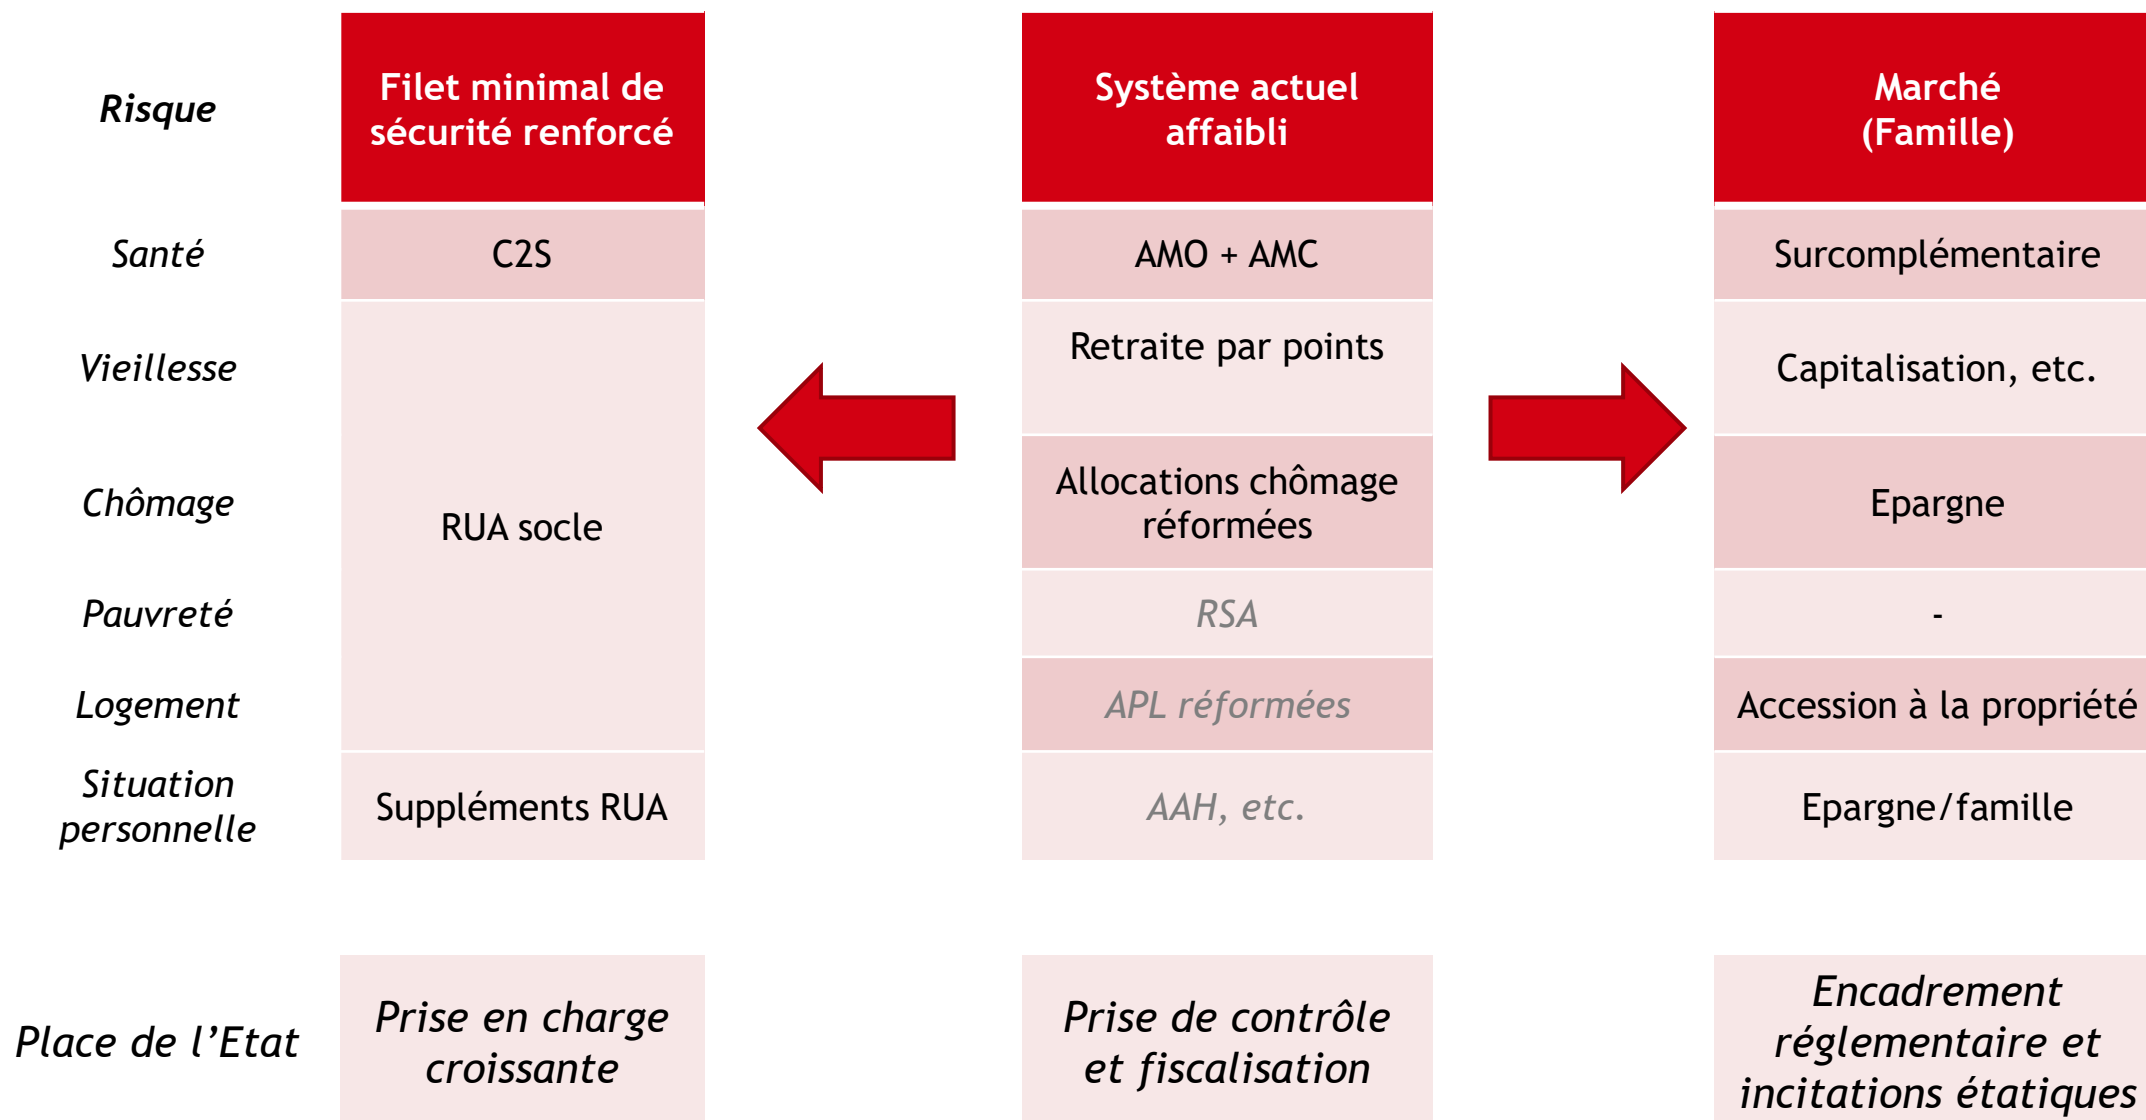 Risque
Filet minimal de
sécurité renforcé
Système actuel
affaibli
Marché
(Famille)
Santé
C2S
AMO + AMC
Surcomplémentaire
Vieillesse
RUA socle
Retraite par points
Capitalisation, etc.
Chômage
Allocations chômage
réformées
Epargne
Pauvreté
RSA
-
Logement
APL réformées
Accession à la propriété
Situation
personnelle
Suppléments RUA
AAH, etc.
Epargne/famille
Place de l’Etat
Prise en charge
croissante
Prise de contrôle
et fiscalisation
Encadrement
réglementaire et
incitations étatiques